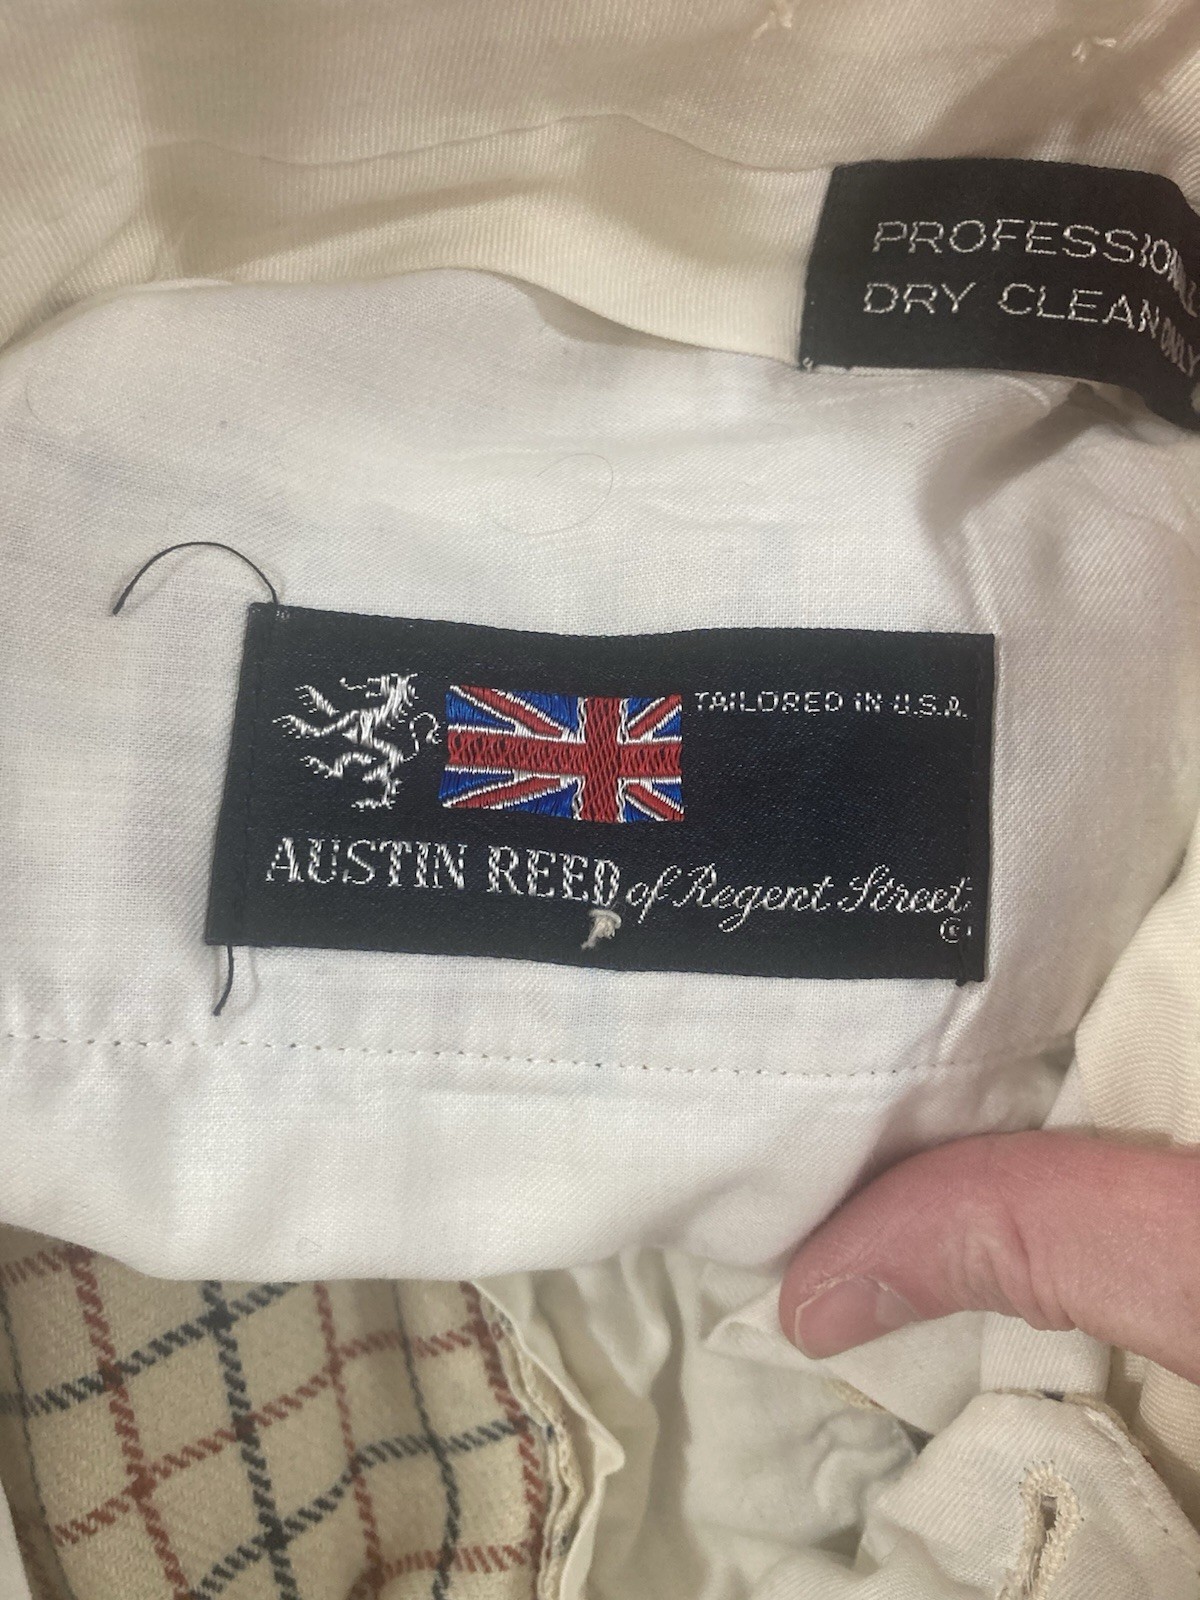 PROFESSIONAL
DRY CLEAN ONLY
TAILORED IN U.S.A.
AUSTIN REED of Regent Street
©